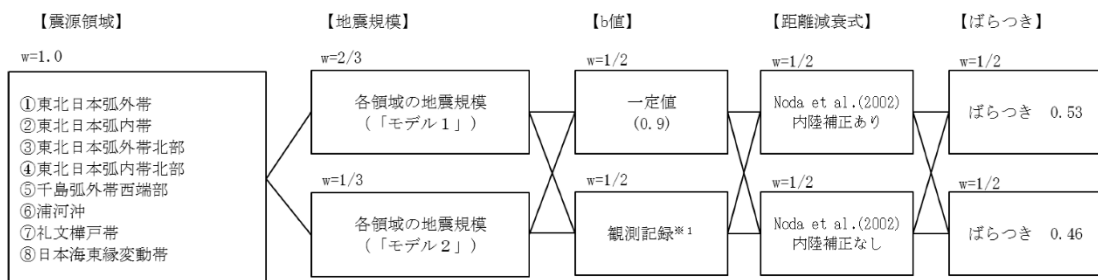 【震源領域】
【地震規模】
【b値】
【距離減衰式】
【ばらつき】
w=1.0
w=2/3
w=1/2
w=1/2
w=1/2
①東北日本弧外帯
②東北日本弧内帯
③東北日本弧外帯北部
④東北日本弧内帯北部
⑤千島弧外帯西端部
⑥浦河沖
⑦礼文樺戸帯
⑧日本海東縁変動帯
各領域の地震規模
(「モデル1」)
一定値
(0.9)
Noda et al.(2002)
内陸補正あり
ばらつき 0.53
w=1/3
w=1/2
w=1/2
w=1/2
各領域の地震規模
(「モデル2」)
観測記録※1
Noda et al.(2002)
内陸補正なし
ばらつき 0.46